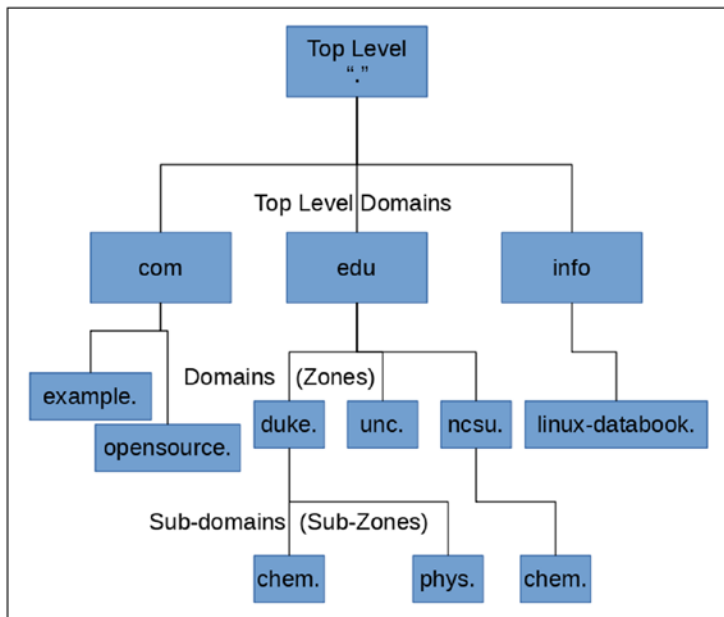 Top Level
“.”
Top Level Domains
com
edu
info
example.
opensource.
Domains (Zones)
duke.
unc.
ncsu.
linux-databook.
Sub-domains (Sub-Zones)
chem.
phys.
chem.